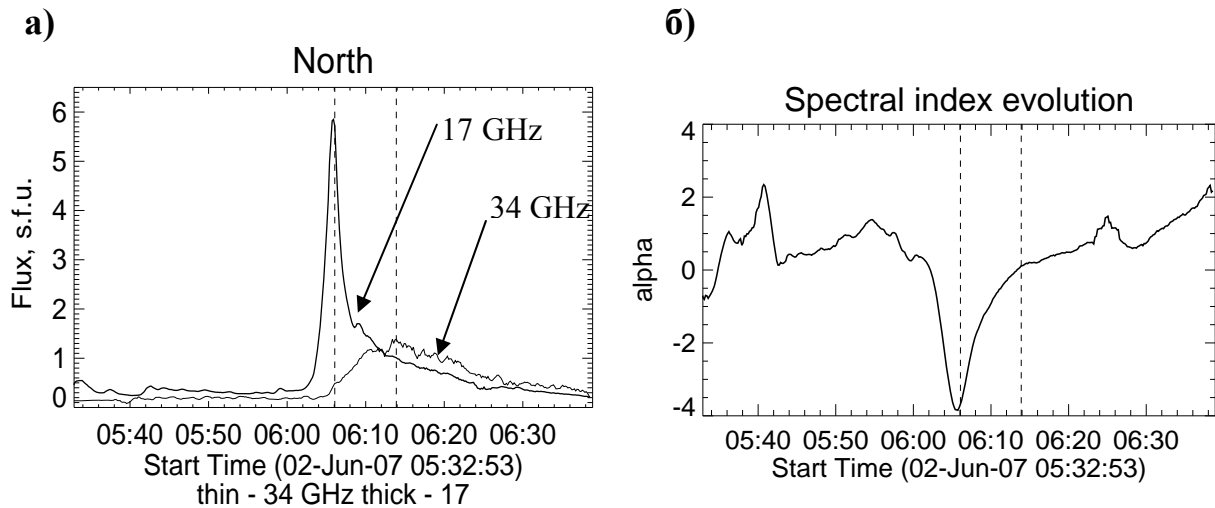 а)
North
6
5
4
3
2
1
0
Flux, s.f.u.
17 GHz
34 GHz
05:40 05:50 06:00 06:10 06:20 06:30
Start Time (02-Jun-07 05:32:53)
thin - 34 GHz thick - 17
б)
Spectral index evolution
4
2
0
-2
-4
alpha
05:40 05:50 06:00 06:10 06:20 06:30
Start Time (02-Jun-07 05:32:53)